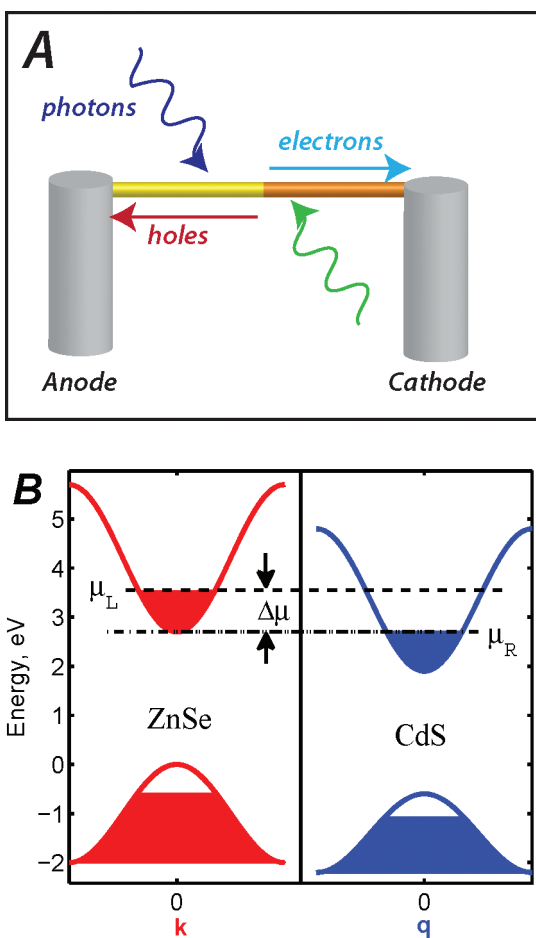 A
photons
electrons
holes
Anode
Cathode
B
Energy, eV
5
4
3
2
1
0
−1
−2
μL
Δμ
μR
ZnSe
CdS
0
0
k
q